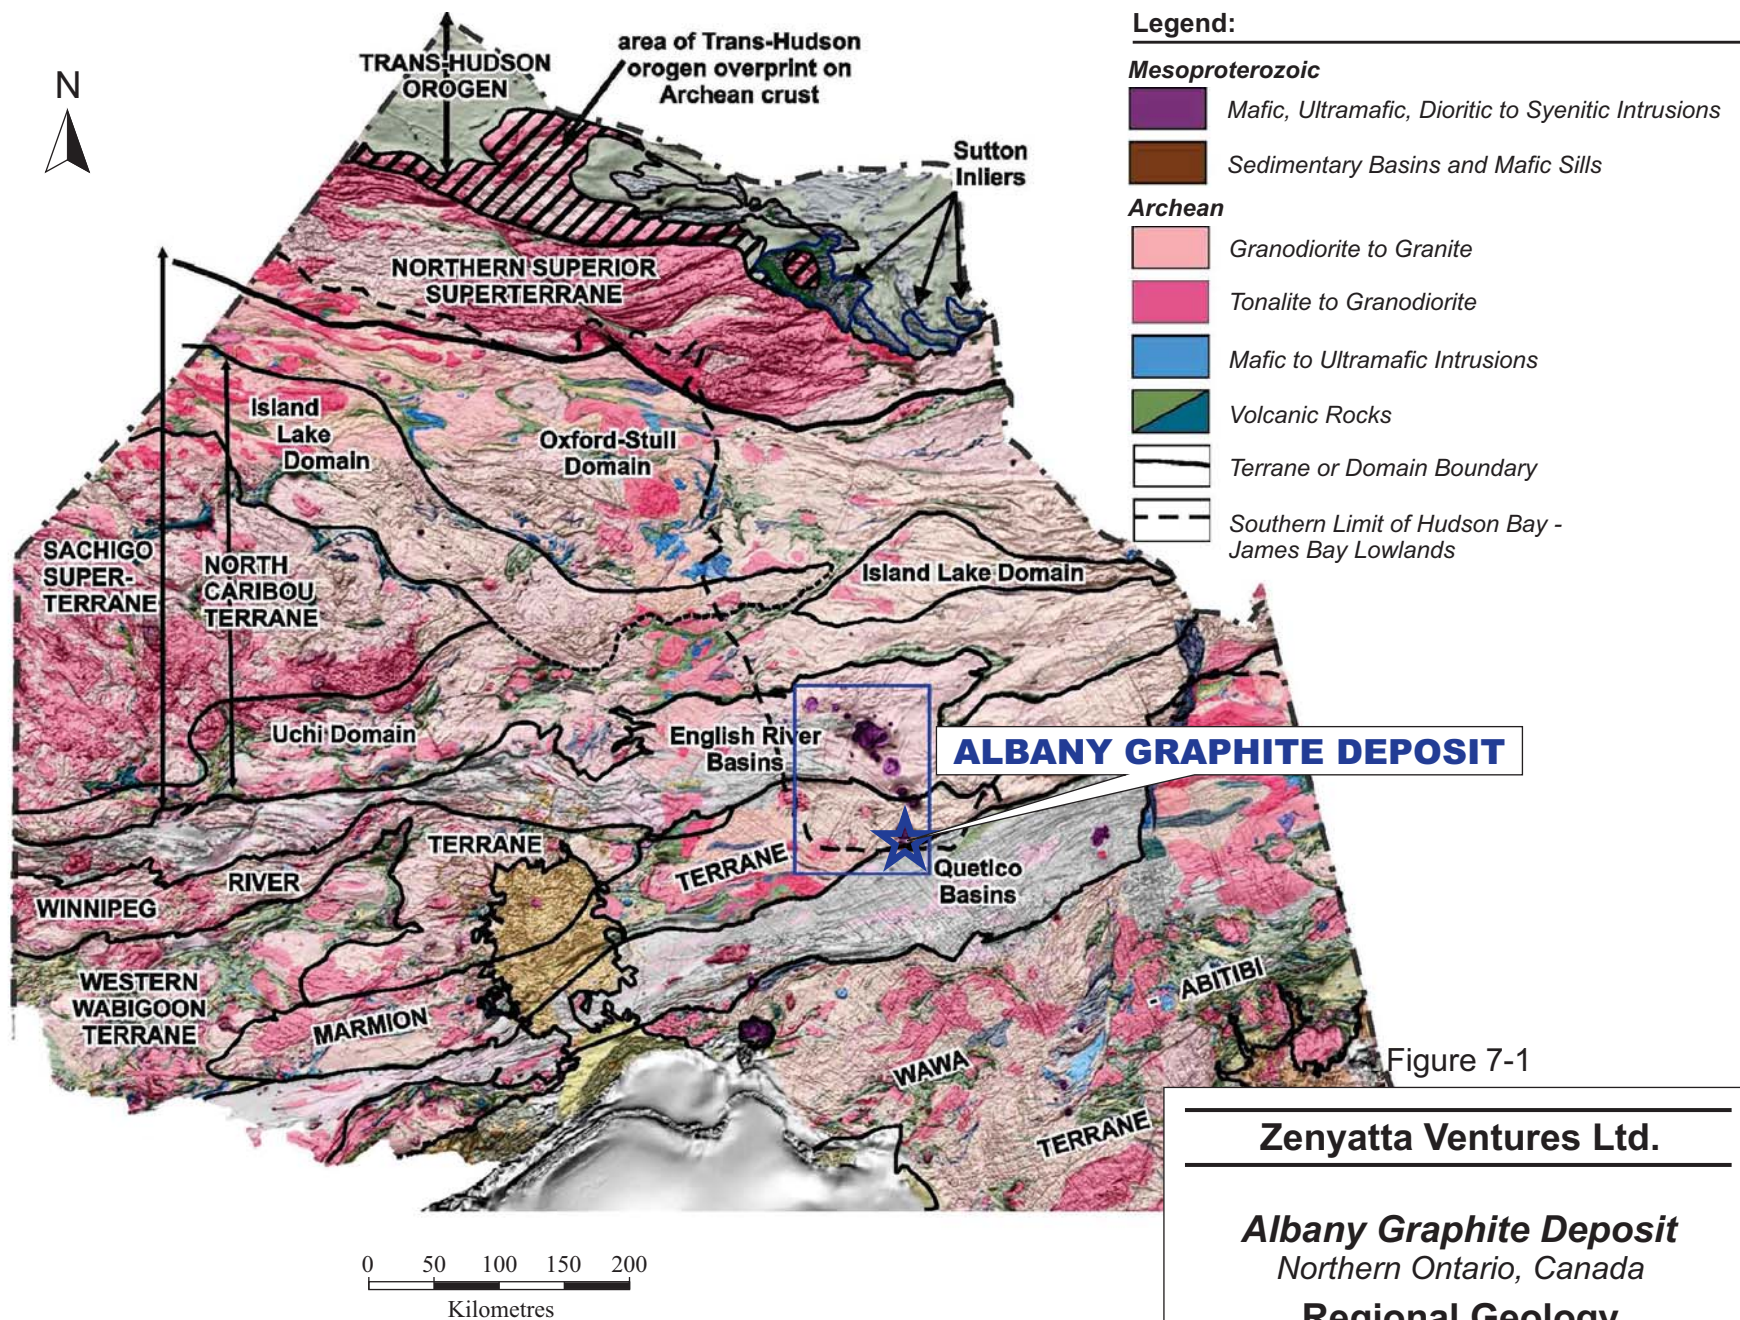 Legend:
Mesoproterozoic
Mafic, Ultramafic, Dioritic to Syenitic Intrusions
Sedimentary Basins and Mafic Sills
Archean
Granodiorite to Granite
Tonalite to Granodiorite
Mafic to Ultramafic Intrusions
Volcanic Rocks
Terrane or Domain Boundary
Southern Limit of Hudson Bay -
James Bay Lowlands
N
TRANS-HUDSON
OROGEN
area of Trans-Hudson
orogen overprint on
Archean crust
Sutton
Inliers
NORTHERN SUPERIOR
SUPERTERRANE
Island
Lake
Domain
Oxford-Stull
Domain
SACHIGO
SUPER-
TERRANE
NORTH
CARIBOU
TERRANE
Island Lake Domain
Uchi Domain
English River
Basins
ALBANY GRAPHITE DEPOSIT
TERRANE
RIVER
WINNIPEG
TERRANE
Quetico
Basins
WESTERN
WABIGOON
TERRANE
MARMION
- ABITIBI
WAWA
TERRANE
Figure 7-1
Zenyatta Ventures Ltd.
Albany Graphite Deposit
Northern Ontario, Canada
Regional Geology
0 50 100 150 200
Kilometres